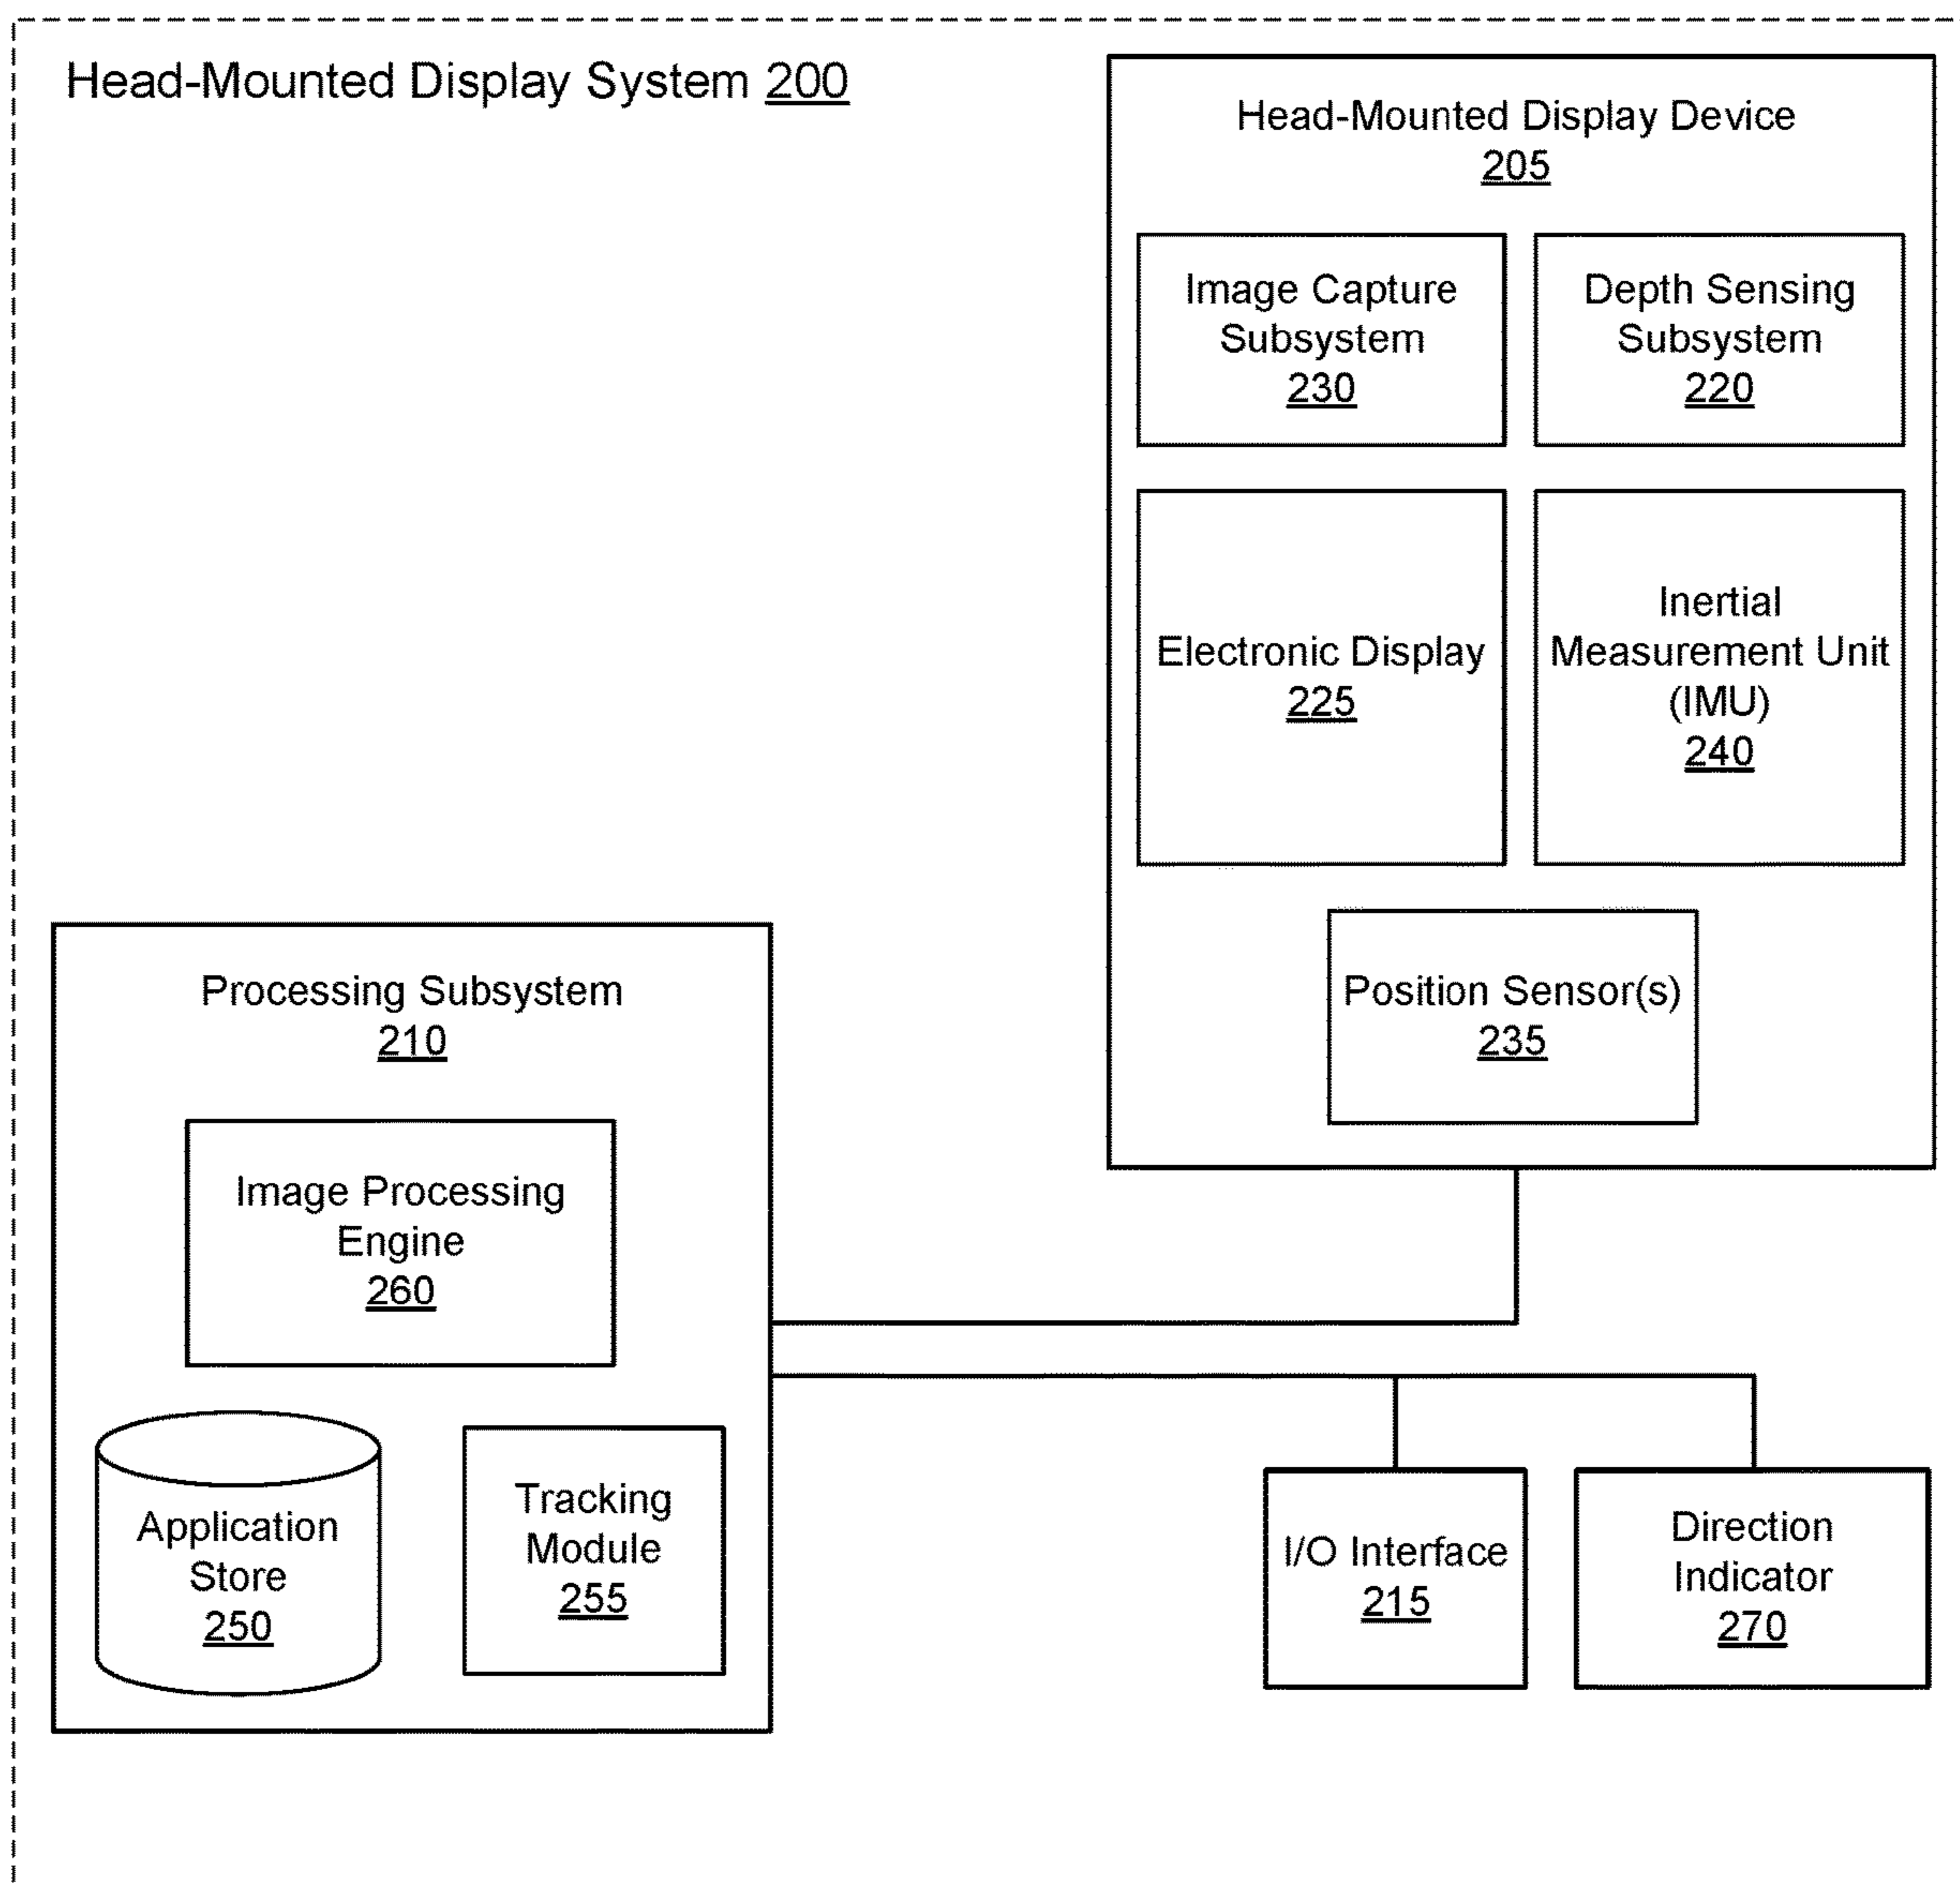 Head-Mounted Display System 200
Head-Mounted Display Device
205
Image Capture
Subsystem
230
Depth Sensing
Subsystem
220
Electronic Display
225
Inertial
Measurement Unit
(IMU)
240
Position Sensor(s)
235
Processing Subsystem
210
Image Processing
Engine
260
Application
Store
250
Tracking
Module
255
I/O Interface
215
Direction
Indicator
270